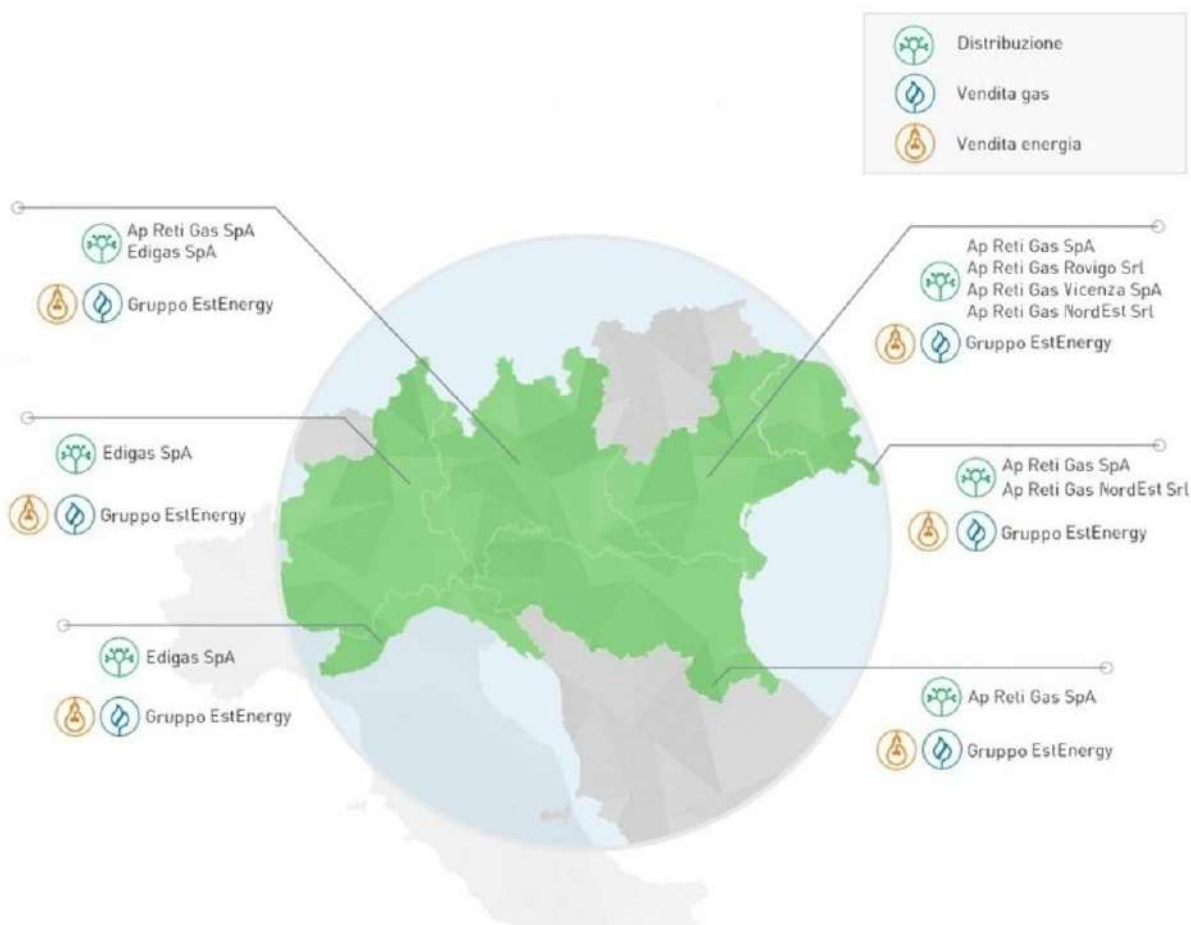 Distribuzione
Vendita gas
Vendita energia
Ap Reti Gas SpA
Edigas SpA
Gruppo EstEnergy
Ap Reti Gas SpA
Ap Reti Gas Rovigo Srl
Ap Reti Gas Vicenza SpA
Ap Reti Gas NordEst Srl
Gruppo EstEnergy
Edigas SpA
Gruppo EstEnergy
Ap Reti Gas SpA
Ap Reti Gas NordEst Srl
Gruppo EstEnergy
Edigas SpA
Gruppo EstEnergy
Ap Reti Gas SpA
Gruppo EstEnergy